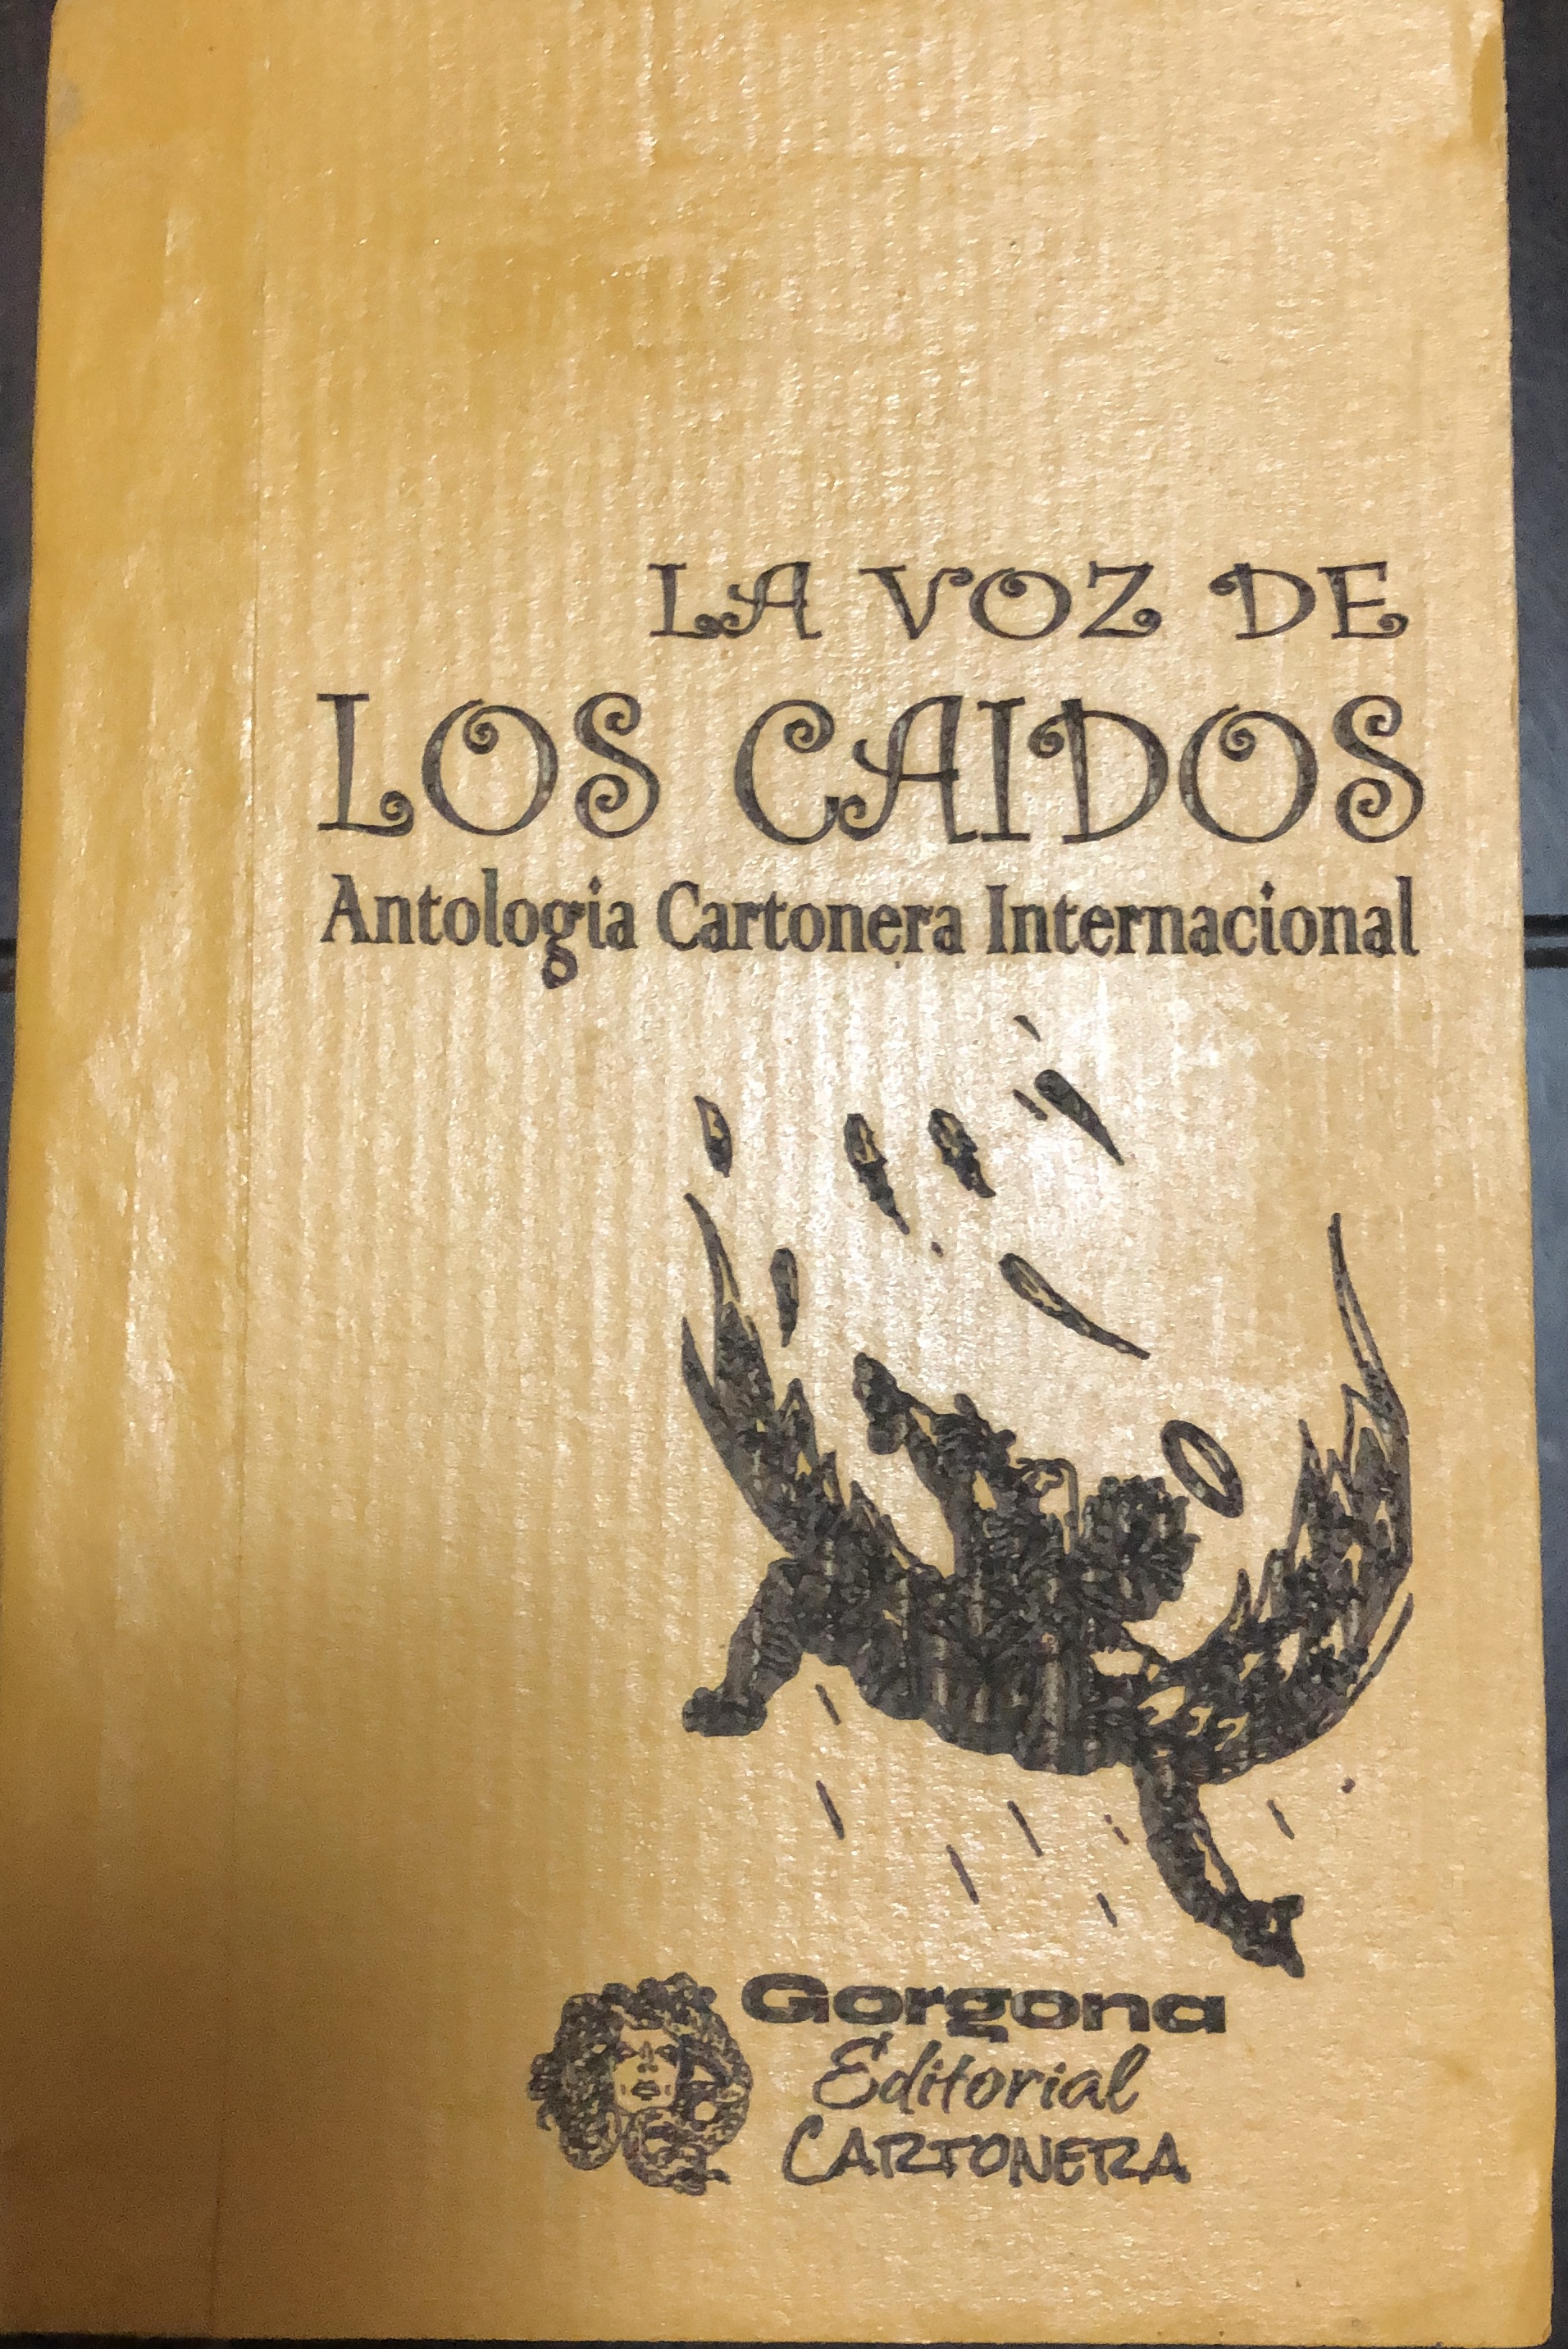 LA VOZ DE
LOS CAIDOS
Antologia Cartonera Internacional
Gorgona
Editorial
CARTONERA